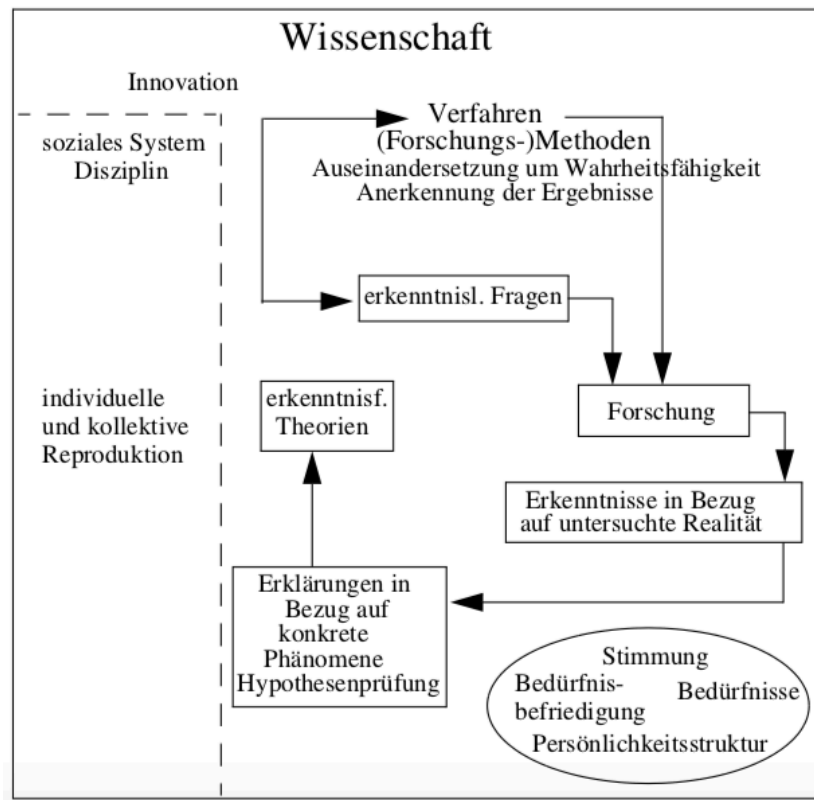 Wissenschaft
Innovation
soziales System
Disziplin
Verfahren
(Forschungs-)Methoden
Auseinandersetzung um Wahrheitsfähigkeit
Anerkennung der Ergebnisse
erkenntnisl. Fragen
individuelle
und kollektive
Reproduktion
erkenntnisf.
Theorien
Forschung
Erkenntnisse in Bezug
auf untersuchte Realität
Erklärungen in
Bezug auf
konkrete
Phänomene
Hypothesenprüfung
Stimmung
Bedürfnis-
befriedigung
Bedürfnisse
Persönlichkeitsstruktur